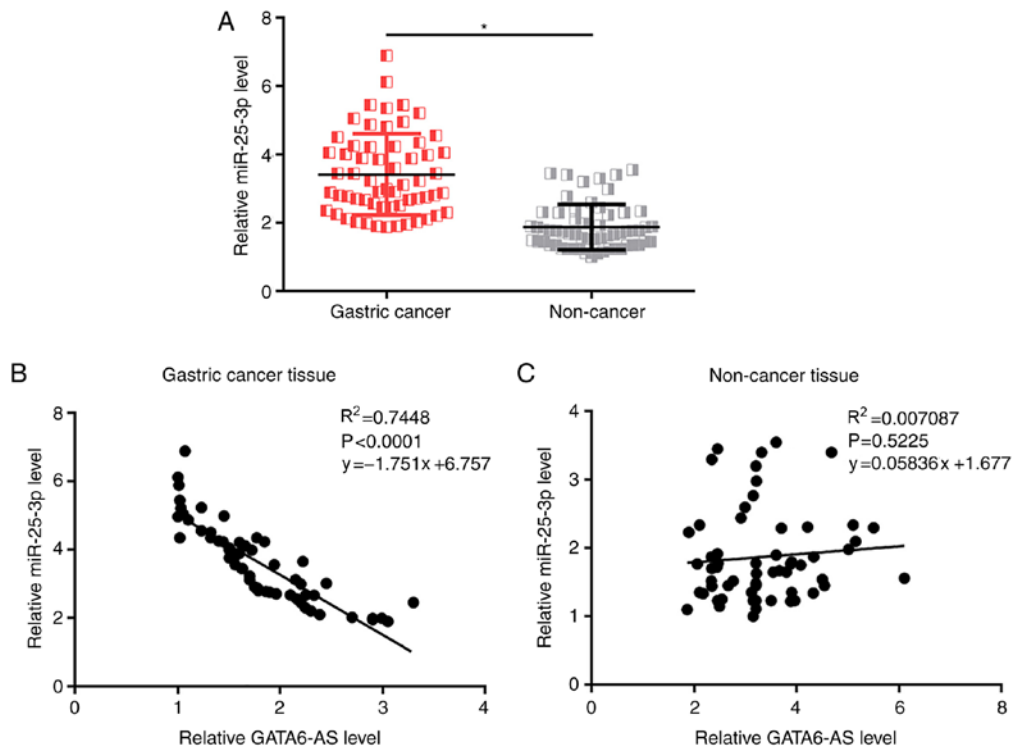 A
*
Relative miR-25-3p level
8
6
4
2
0
Gastric cancer
Non-cancer
B
Gastric cancer tissue
R²=0.7448
P<0.0001
y=−1.751x +6.757
Relative miR-25-3p level
8
6
4
2
0
0
1
2
3
4
Relative GATA6-AS level
C
Non-cancer tissue
R²=0.007087
P=0.5225
y=0.05836x +1.677
Relative miR-25-3p level
4
3
2
1
0
0
2
4
6
8
Relative GATA6-AS level